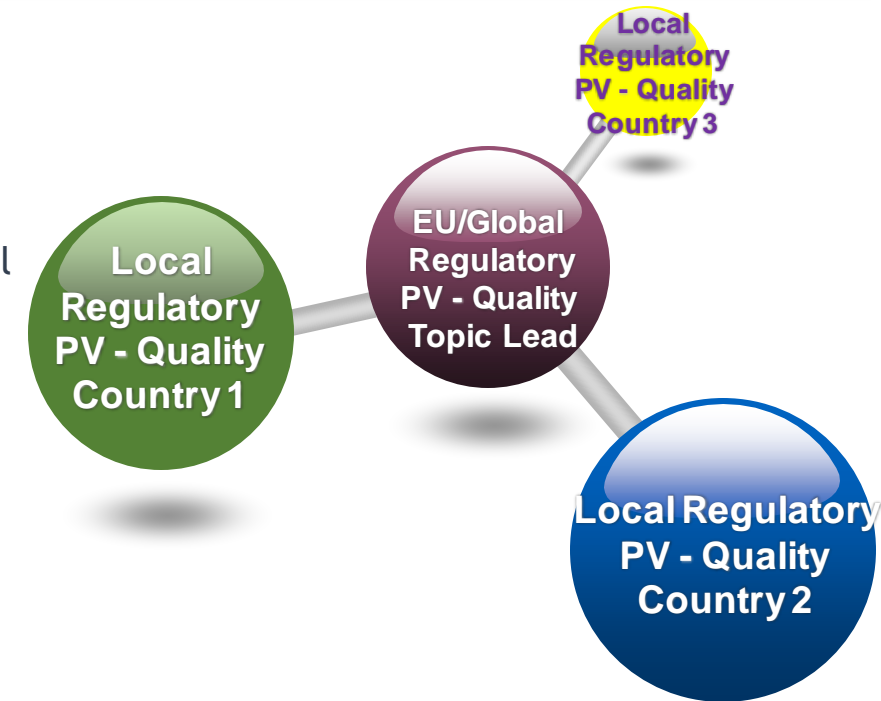 Local
Regulatory
PV - Quality
Country 3
EU/Global
Regulatory
PV - Quality
Topic Lead
l
Local
Regulatory
PV - Quality
Country 1
Local Regulatory
PV - Quality
Country 2